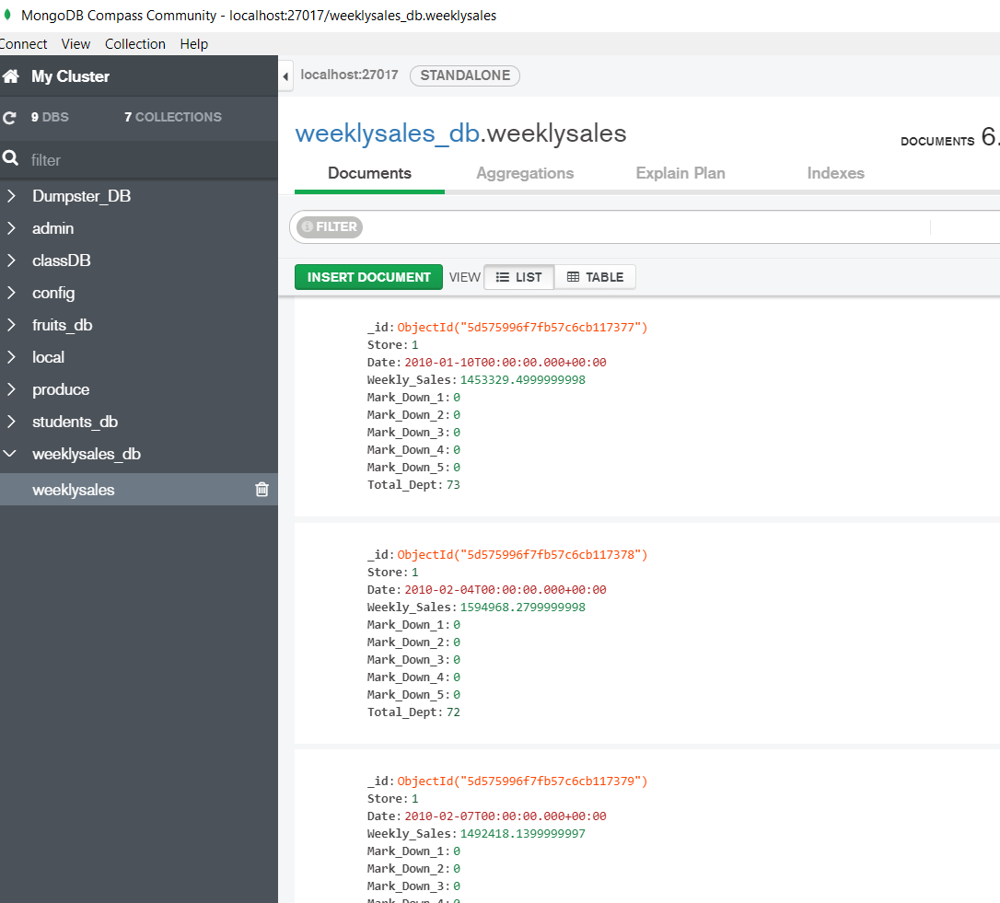 MongoDB Compass Community - localhost:27017/weeklysales_db.weeklysales
Connect View Collection Help
My Cluster
9 DBS 7 COLLECTIONS
filter
Dumpster_DB
admin
classDB
config
fruits_db
local
produce
students_db
weeklysales_db
weeklysales
localhost:27017 STANDALONE
weeklysales_db.weeklysales
DOCUMENTS 6.
Documents Aggregations Explain Plan Indexes
FILTER
INSERT DOCUMENT VIEW LIST TABLE
_id: ObjectId("5d575996f7fb57c6cb117377")
Store: 1
Date: 2010-01-10T00:00:00.000+00:00
Weekly_Sales: 1453329.4999999998
Mark_Down_1: 0
Mark_Down_2: 0
Mark_Down_3: 0
Mark_Down_4: 0
Mark_Down_5: 0
Total_Dept: 73
_id: ObjectId("5d575996f7fb57c6cb117378")
Store: 1
Date: 2010-02-04T00:00:00.000+00:00
Weekly_Sales: 1594968.2799999998
Mark_Down_1: 0
Mark_Down_2: 0
Mark_Down_3: 0
Mark_Down_4: 0
Mark_Down_5: 0
Total_Dept: 72
_id: ObjectId("5d575996f7fb57c6cb117379")
Store: 1
Date: 2010-02-07T00:00:00.000+00:00
Weekly_Sales: 1492418.1399999997
Mark_Down_1: 0
Mark_Down_2: 0
Mark_Down_3: 0
Mark_Down_4: 0